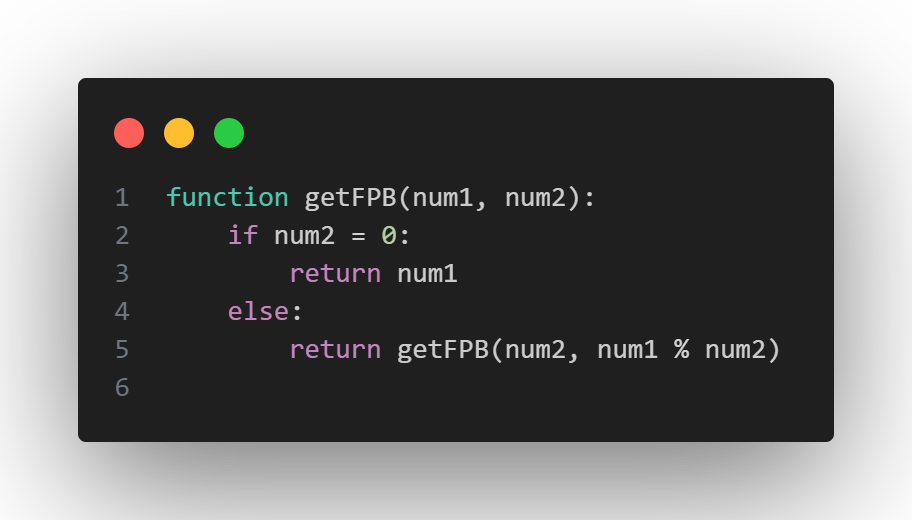 1 function getFPB(num1, num2):
2     if num2 = 0:
3         return num1
4     else:
5         return getFPB(num2, num1 % num2)
6